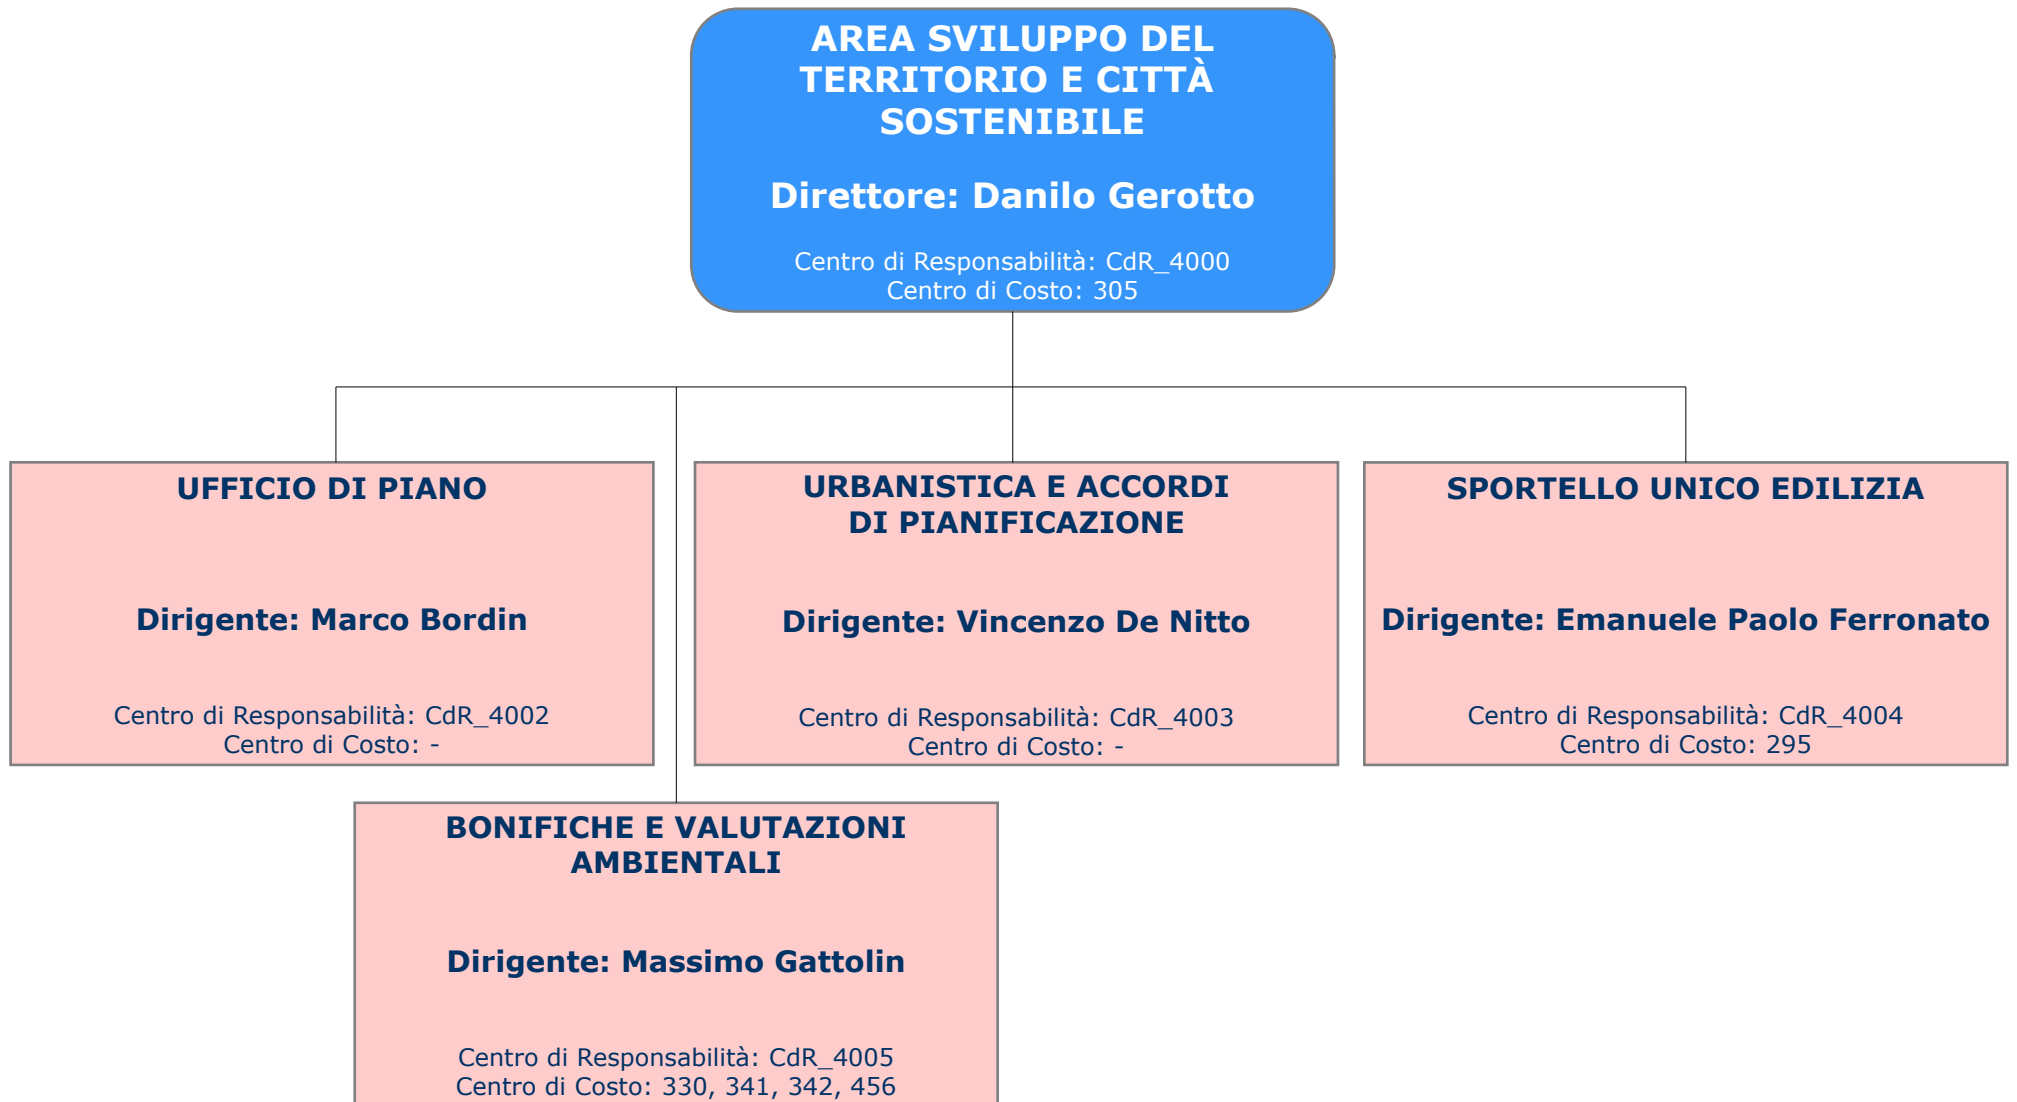 AREA SVILUPPO DEL
TERRITORIO E CITTÀ
SOSTENIBILE
Direttore: Danilo Gerotto
Centro di Responsabilità: CdR_4000
Centro di Costo: 305
UFFICIO DI PIANO
Dirigente: Marco Bordin
Centro di Responsabilità: CdR_4002
Centro di Costo: -
URBANISTICA E ACCORDI
DI PIANIFICAZIONE
Dirigente: Vincenzo De Nitto
Centro di Responsabilità: CdR_4003
Centro di Costo: -
SPORTELLO UNICO EDILIZIA
Dirigente: Emanuele Paolo Ferronato
Centro di Responsabilità: CdR_4004
Centro di Costo: 295
BONIFICHE E VALUTAZIONI
AMBIENTALI
Dirigente: Massimo Gattolin
Centro di Responsabilità: CdR_4005
Centro di Costo: 330, 341, 342, 456